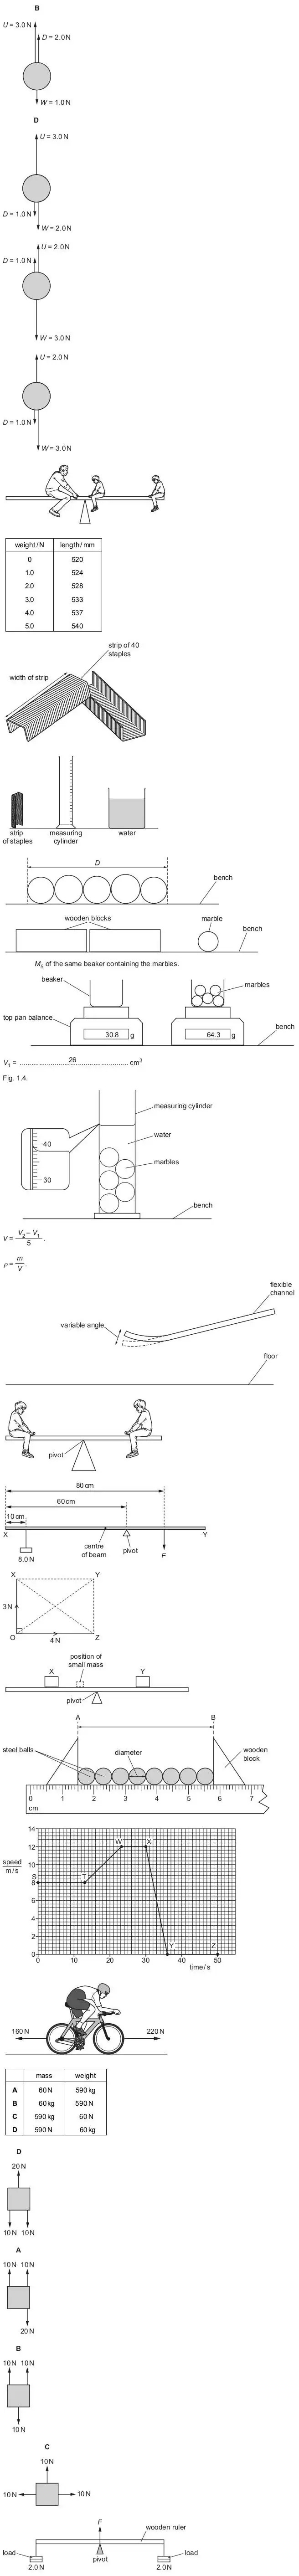 B
U = 3.0 N
D = 2.0 N
W = 1.0 N
D
U = 3.0 N
D = 1.0 N
W = 2.0 N
U = 2.0 N
D = 1.0 N
W = 3.0 N
U = 2.0 N
D = 1.0 N
W = 3.0 N
weight / N length / mm
0 520
1.0 524
2.0 528
3.0 533
4.0 537
5.0 540
strip of 40
staples
width of strip
strip
of staples
measuring
cylinder
water
D
bench
wooden blocks
marble
bench
M5 of the same beaker containing the marbles.
beaker
marbles
top pan balance
30.8 g
64.3 g
bench
V1 = ........................ 26 ........................ cm3
Fig. 1.4.
measuring cylinder
40
water
marbles
30
bench
V = V2 – V1 / 5 .
ρ = m / V .
flexible
channel
variable angle
floor
pivot
80 cm
60 cm
10 cm
X Y
8.0 N
centre
of beam
pivot
F
X Y
3 N
O 4 N Z
position of
small mass
X Y
pivot
A B
steel balls
diameter
wooden
block
0 1 2 3 4 5 6 7
cm
14
12
10
8
6
4
2
0
speed
m / s
S T W X Y Z
0 10 20 30 40 50
time / s
160 N 220 N
mass weight
A 60 N 590 kg
B 60 kg 590 N
C 590 kg 60 N
D 590 N 60 kg
D
20 N
10 N 10 N
A
10 N 10 N
20 N
B
10 N 10 N
10 N
C
10 N
10 N 10 N
F
wooden ruler
load
2.0 N
pivot
load
2.0 N